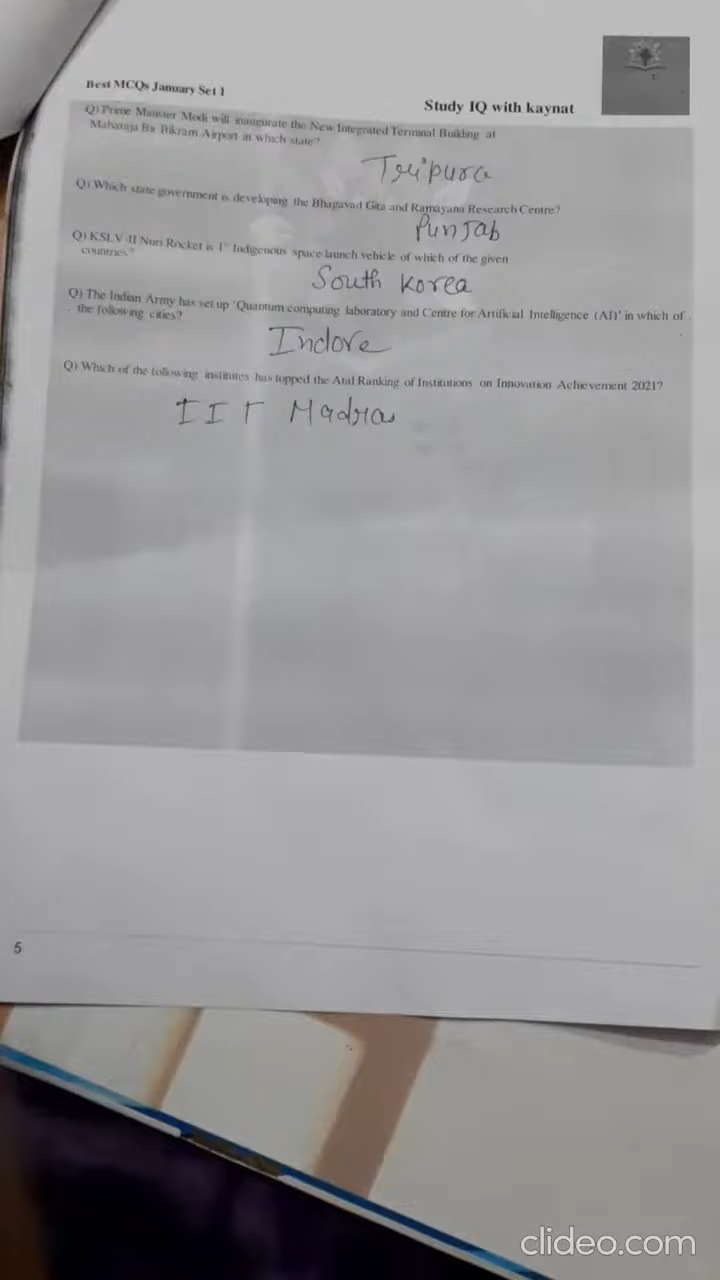 Best MCQs January Set 1
Study IQ with kaynat
Q) Prime Minister Modi will inaugurate the New Integrated Terminal Building at
Maharaja Bir Bikram Airport in which state?
Tripura
Q) Which state government is developing the Bhagavad Gita and Ramayana Research Centre?
Punjab
Q) KSLV-II Nuri Rocket is 1st Indigenous space launch vehicle of which of the given
countries?
South Korea
Q) The Indian Army has set up 'Quantum computing laboratory and Centre for Artificial Intelligence (AI)' in which of
the following cities?
Indore
Q) Which of the following institutes has topped the Atal Ranking of Institutions on Innovation Achievement 2021?
IIT Madras
5
clideo.com